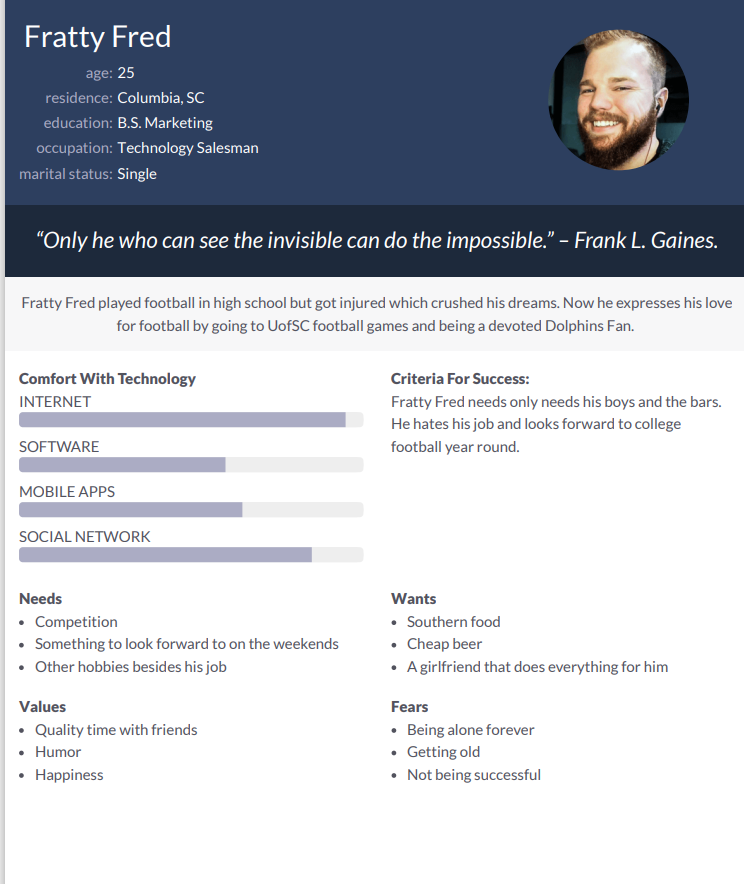 Fratty Fred
age: 25
residence: Columbia, SC
education: B.S. Marketing
occupation: Technology Salesman
marital status: Single
“Only he who can see the invisible can do the impossible.” – Frank L. Gaines.
Fratty Fred played football in high school but got injured which crushed his dreams. Now he expresses his love
for football by going to UofSC football games and being a devoted Dolphins Fan.
Comfort With Technology
INTERNET
SOFTWARE
MOBILE APPS
SOCIAL NETWORK
Criteria For Success:
Fratty Fred needs only needs his boys and the bars.
He hates his job and looks forward to college
football year round.
Needs
• Competition
• Something to look forward to on the weekends
• Other hobbies besides his job
Wants
• Southern food
• Cheap beer
• A girlfriend that does everything for him
Values
• Quality time with friends
• Humor
• Happiness
Fears
• Being alone forever
• Getting old
• Not being successful